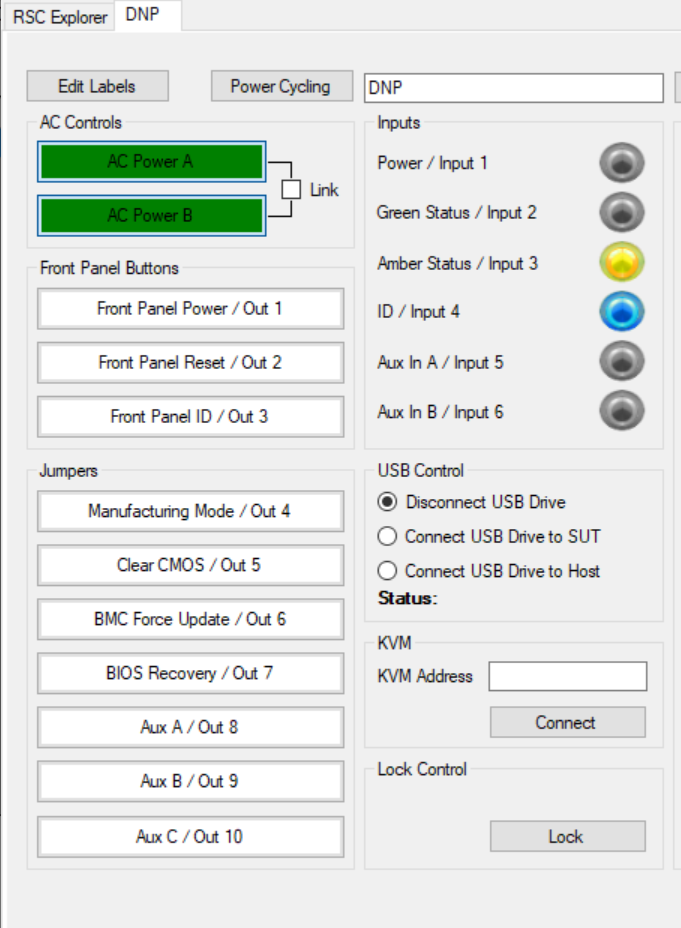 RSC Explorer
DNP
Edit Labels
Power Cycling
DNP
AC Controls
AC Power A
AC Power B
Link
Front Panel Buttons
Front Panel Power / Out 1
Front Panel Reset / Out 2
Front Panel ID / Out 3
Jumpers
Manufacturing Mode / Out 4
Clear CMOS / Out 5
BMC Force Update / Out 6
BIOS Recovery / Out 7
Aux A / Out 8
Aux B / Out 9
Aux C / Out 10
Inputs
Power / Input 1
Green Status / Input 2
Amber Status / Input 3
ID / Input 4
Aux In A / Input 5
Aux In B / Input 6
USB Control
Disconnect USB Drive
Connect USB Drive to SUT
Connect USB Drive to Host
Status:
KVM
KVM Address
Connect
Lock Control
Lock